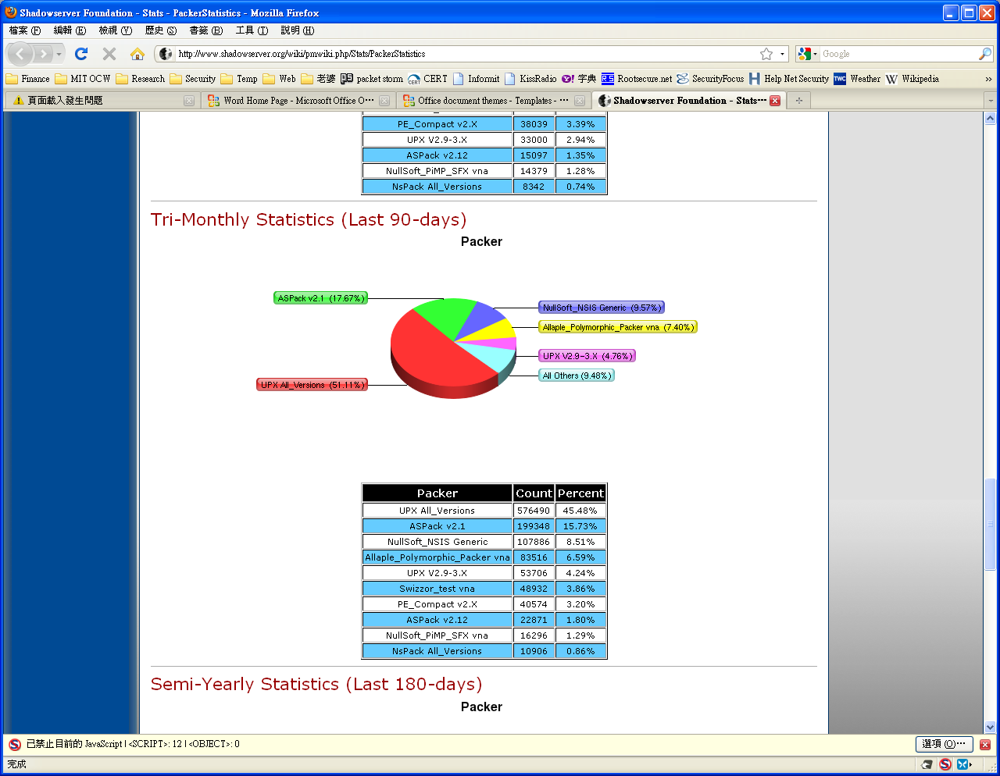 Shadowserver Foundation - Stats - PackerStatistics - Mozilla Firefox
檔案 (F) 編輯 (E) 檢視 (V) 歷史 (S) 書籤 (B) 工具 (T) 說明 (H)
http://www.shadowserver.org/wiki/pmwiki.php/Stats/PackerStatistics Google
Finance MIT OCW Research Security Temp Web 老婆 packet storm CERT Informit KissRadio 字典 Rootsecure.net SecurityFocus Help Net Security Weather Wikipedia »
頁面載入發生問題 Word Home Page - Microsoft Office O… Office document themes - Templates - … Shadowserver Foundation - Stats…
PE_Compact v2.X 38039 3.39%
UPX V2.9-3.X 33000 2.94%
ASPack v2.12 15097 1.35%
NullSoft_PiMP_SFX vna 14379 1.28%
NsPack All_Versions 8342 0.74%
Tri-Monthly Statistics (Last 90-days)
Packer
ASPack v2.1 (17.67%)
NullSoft_NSIS Generic (9.57%)
Allaple_Polymorphic_Packer vna (7.40%)
UPX V2.9-3.X (4.76%)
All Others (9.48%)
UPX All_Versions (51.11%)
Packer Count Percent
UPX All_Versions 576490 45.48%
ASPack v2.1 199348 15.73%
NullSoft_NSIS Generic 107886 8.51%
Allaple_Polymorphic_Packer vna 83516 6.59%
UPX V2.9-3.X 53706 4.24%
Swizzor_test vna 48932 3.86%
PE_Compact v2.X 40574 3.20%
ASPack v2.12 22871 1.80%
NullSoft_PiMP_SFX vna 16296 1.29%
NsPack All_Versions 10906 0.86%
Semi-Yearly Statistics (Last 180-days)
Packer
已禁止目前的 JavaScript | <SCRIPT>: 12 | <OBJECT>: 0 選項 (O)…
完成